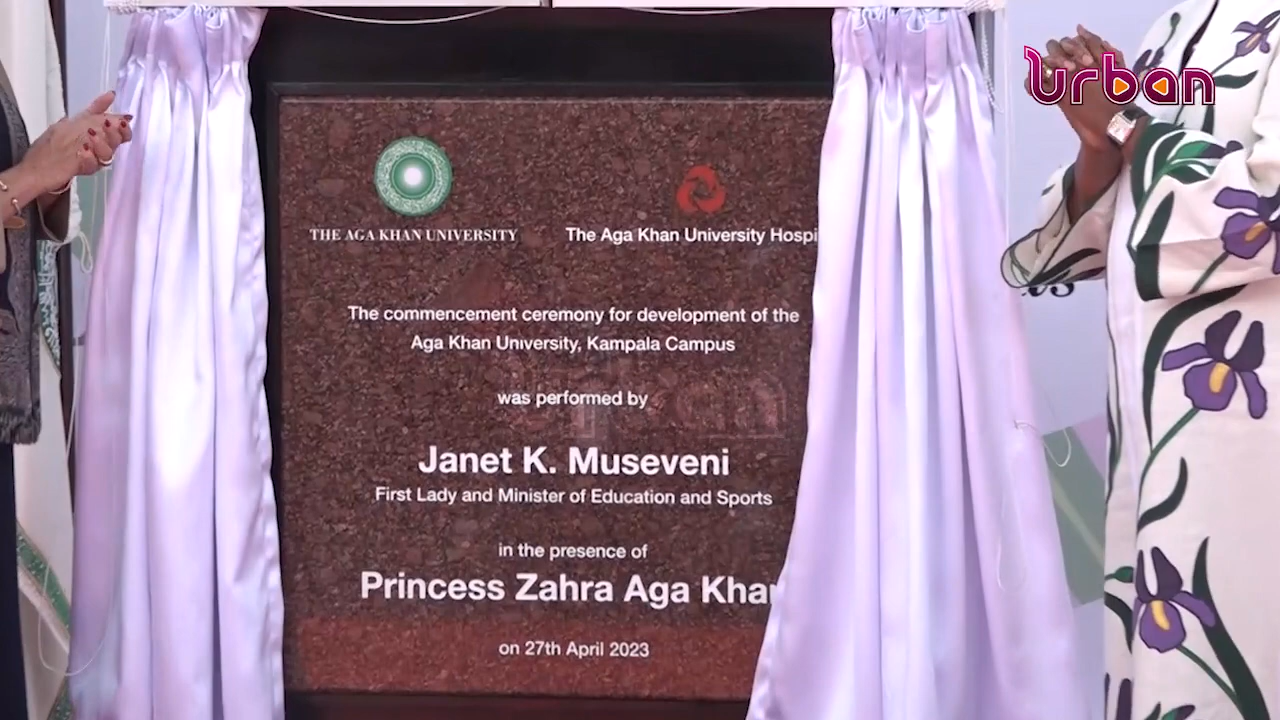 Urban
THE AGA KHAN UNIVERSITY
The Aga Khan University Hospi
The commencement ceremony for development of the
Aga Khan University, Kampala Campus
was performed by
Janet K. Museveni
First Lady and Minister of Education and Sports
in the presence of
Princess Zahra Aga Khan
on 27th April 2023